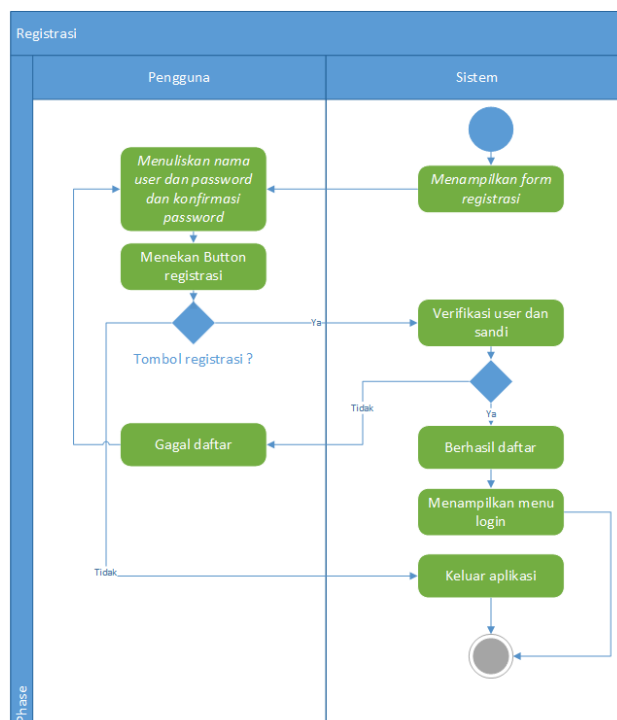 Registrasi
Pengguna
Sistem
Menuliskan nama
user dan password
dan konfirmasi
password
Menampilkan form
registrasi
Menekan Button
registrasi
Ya
Verifikasi user dan
sandi
Tombol registrasi ?
Tidak
Ya
Gagal daftar
Berhasil daftar
Menampilkan menu
login
Tidak
Keluar aplikasi
Phase